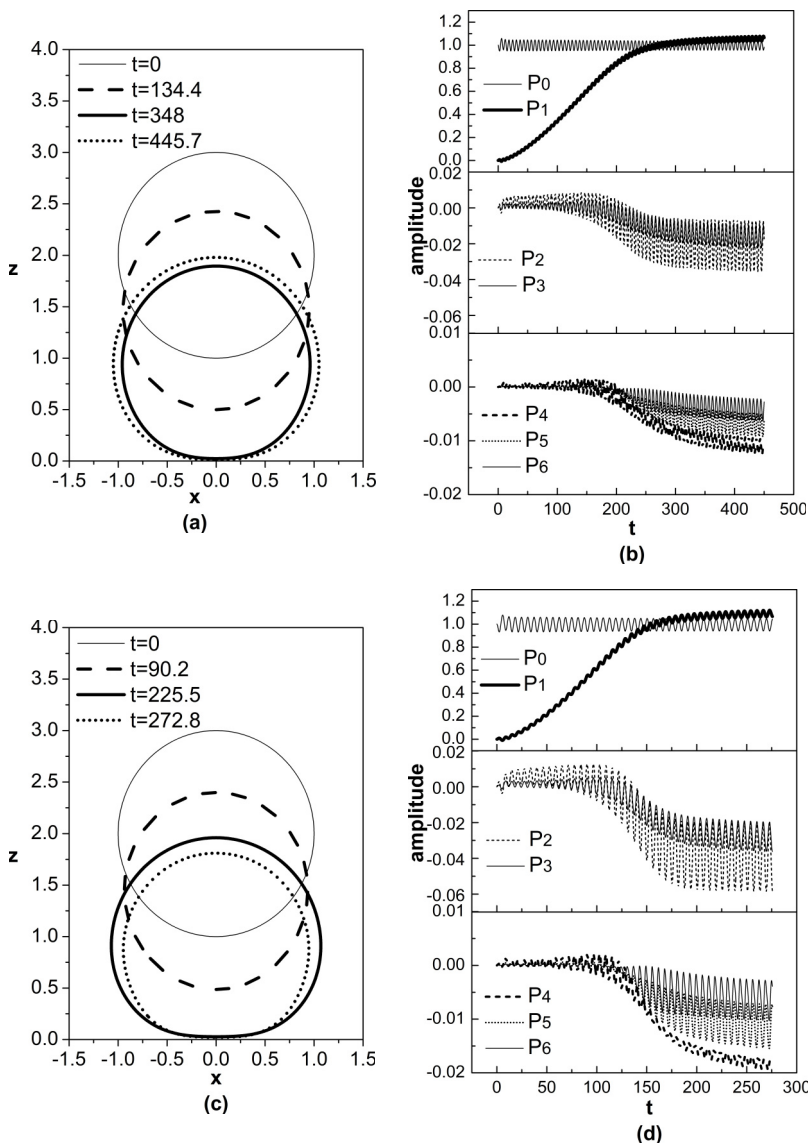 4.0
3.5
3.0
2.5
2.0
1.5
1.0
0.5
0.0
z
t=0
t=134.4
t=348
t=445.7
-1.5 -1.0 -0.5 0.0 0.5 1.0 1.5
x
(a)
1.2
1.0
0.8
0.6
0.4
0.2
0.0
P0
P1
0.02
0.00
-0.02
-0.04
-0.06
amplitude
P2
P3
0.01
0.00
-0.01
-0.02
P4
P5
P6
0 100 200 300 400 500
t
(b)
4.0
3.5
3.0
2.5
2.0
1.5
1.0
0.5
0.0
z
t=0
t=90.2
t=225.5
t=272.8
-1.5 -1.0 -0.5 0.0 0.5 1.0 1.5
x
(c)
1.2
1.0
0.8
0.6
0.4
0.2
0.0
P0
P1
0.02
0.00
-0.02
-0.04
-0.06
amplitude
P2
P3
0.01
0.00
-0.01
-0.02
P4
P5
P6
0 50 100 150 200 250 300
t
(d)